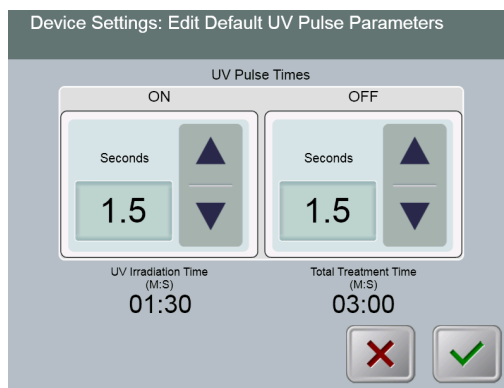 Device Settings: Edit Default UV Pulse Parameters
UV Pulse Times
ON
OFF
Seconds
1.5
Seconds
1.5
UV Irradiation Time
(M:S)
01:30
Total Treatment Time
(M:S)
03:00